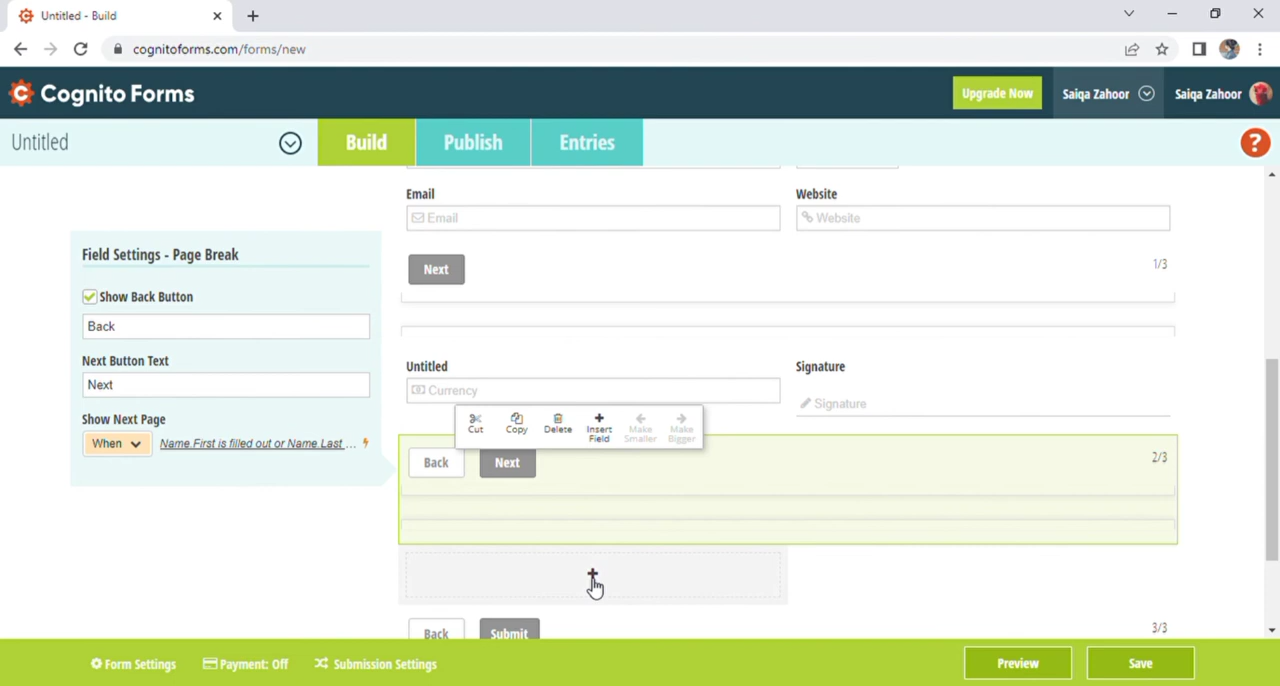 Untitled - Build
cognitoforms.com/forms/new
Cognito Forms
Upgrade Now
Saiqa Zahoor
Saiqa Zahoor
Untitled
Build
Publish
Entries
?
Email
Website
Email
Website
Field Settings - Page Break
Next
1/3
Show Back Button
Back
Next Button Text
Next
Untitled
Signature
Currency
Signature
Show Next Page
When
Name.First is filled out or Name.Last ...
Cut
Copy
Delete
Insert Field
Make Smaller
Make Bigger
Back
Next
2/3
Back
Submit
3/3
Form Settings
Payment: Off
Submission Settings
Preview
Save